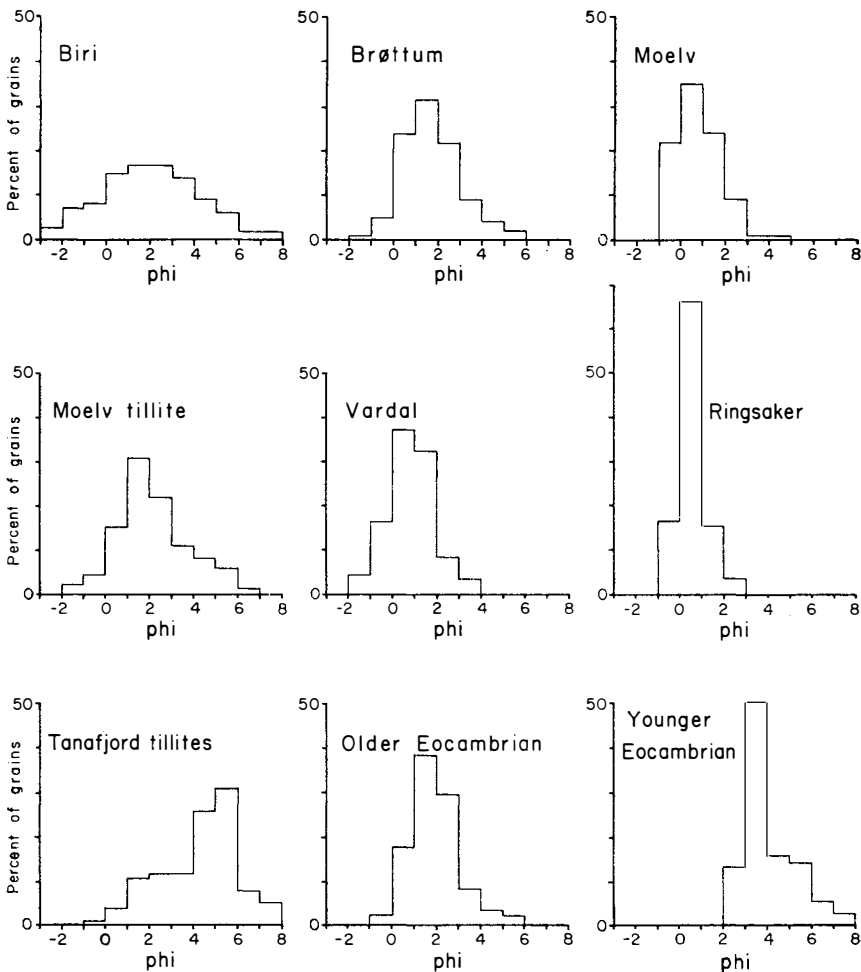 50
Biri
Percent of grains
0
-2 0 2 4 6 8
phi
50
Brøttum
0
-2 0 2 4 6 8
phi
50
Moelv
0
-2 0 2 4 6 8
phi
50
Moelv tillite
Percent of grains
0
-2 0 2 4 6 8
phi
50
Vardal
0
-2 0 2 4 6 8
phi
50
Ringsaker
0
-2 0 2 4 6 8
phi
50
Tanafjord tillites
Percent of grains
0
-2 0 2 4 6 8
phi
50
Older Eocambrian
0
-2 0 2 4 6 8
phi
50
Younger
Eocambrian
0
-2 0 2 4 6 8
phi